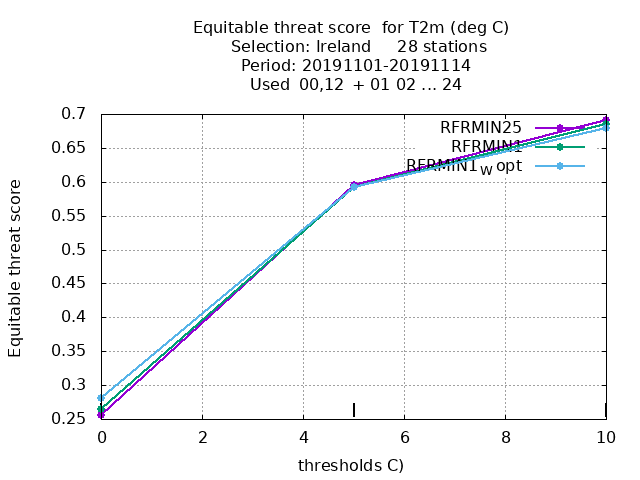 Equitable threat score  for T2m (deg C)
Selection: Ireland     28 stations
Period: 20191101-20191114
Used  00,12  + 01 02 ... 24
0.7
0.65
0.6
0.55
0.5
0.45
0.4
0.35
0.3
0.25
Equitable threat score
RFRMIN25
RFRMIN1
RFRMIN1W opt
0 2 4 6 8 10
thresholds C)